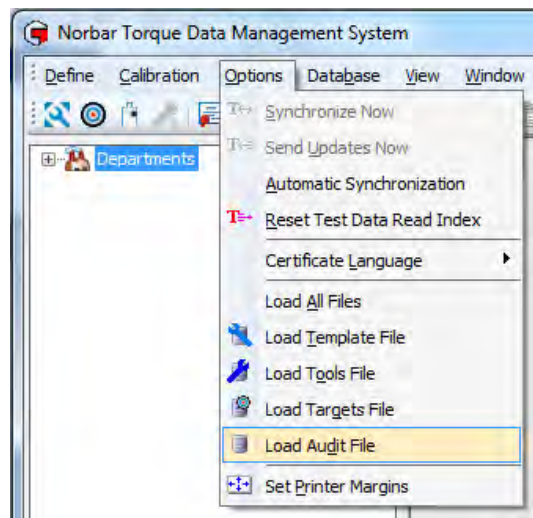 Norbar Torque Data Management System
Define Calibration Options Database View Window
Departments
Synchronize Now
Send Updates Now
Automatic Synchronization
Reset Test Data Read Index
Certificate Language
Load All Files
Load Template File
Load Tools File
Load Targets File
Load Audit File
Set Printer Margins